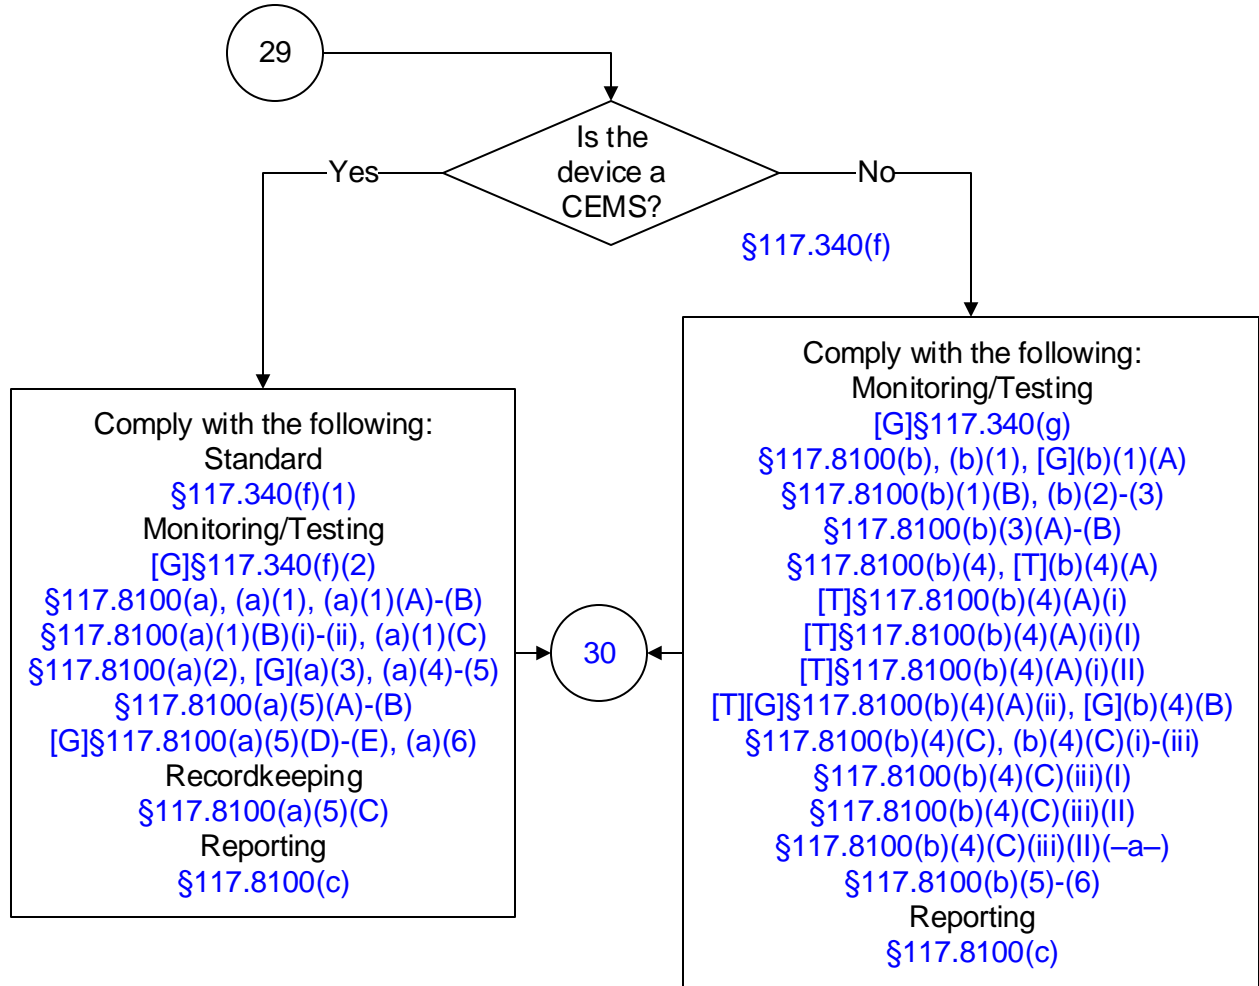 29
Is the
device a
CEMS?
Yes
No
§117.340(f)
Comply with the following:
Standard
§117.340(f)(1)
Monitoring/Testing
[G]§117.340(f)(2)
§117.8100(a), (a)(1), (a)(1)(A)-(B)
§117.8100(a)(1)(B)(i)-(ii), (a)(1)(C)
§117.8100(a)(2), [G](a)(3), (a)(4)-(5)
§117.8100(a)(5)(A)-(B)
[G]§117.8100(a)(5)(D)-(E), (a)(6)
Recordkeeping
§117.8100(a)(5)(C)
Reporting
§117.8100(c)
30
Comply with the following:
Monitoring/Testing
[G]§117.340(g)
§117.8100(b), (b)(1), [G](b)(1)(A)
§117.8100(b)(1)(B), (b)(2)-(3)
§117.8100(b)(3)(A)-(B)
§117.8100(b)(4), [T](b)(4)(A)
[T]§117.8100(b)(4)(A)(i)
[T]§117.8100(b)(4)(A)(i)(I)
[T]§117.8100(b)(4)(A)(i)(II)
[T][G]§117.8100(b)(4)(A)(ii), [G](b)(4)(B)
§117.8100(b)(4)(C), (b)(4)(C)(i)-(iii)
§117.8100(b)(4)(C)(iii)(I)
§117.8100(b)(4)(C)(iii)(II)
§117.8100(b)(4)(C)(iii)(II)(–a–)
§117.8100(b)(5)-(6)
Reporting
§117.8100(c)